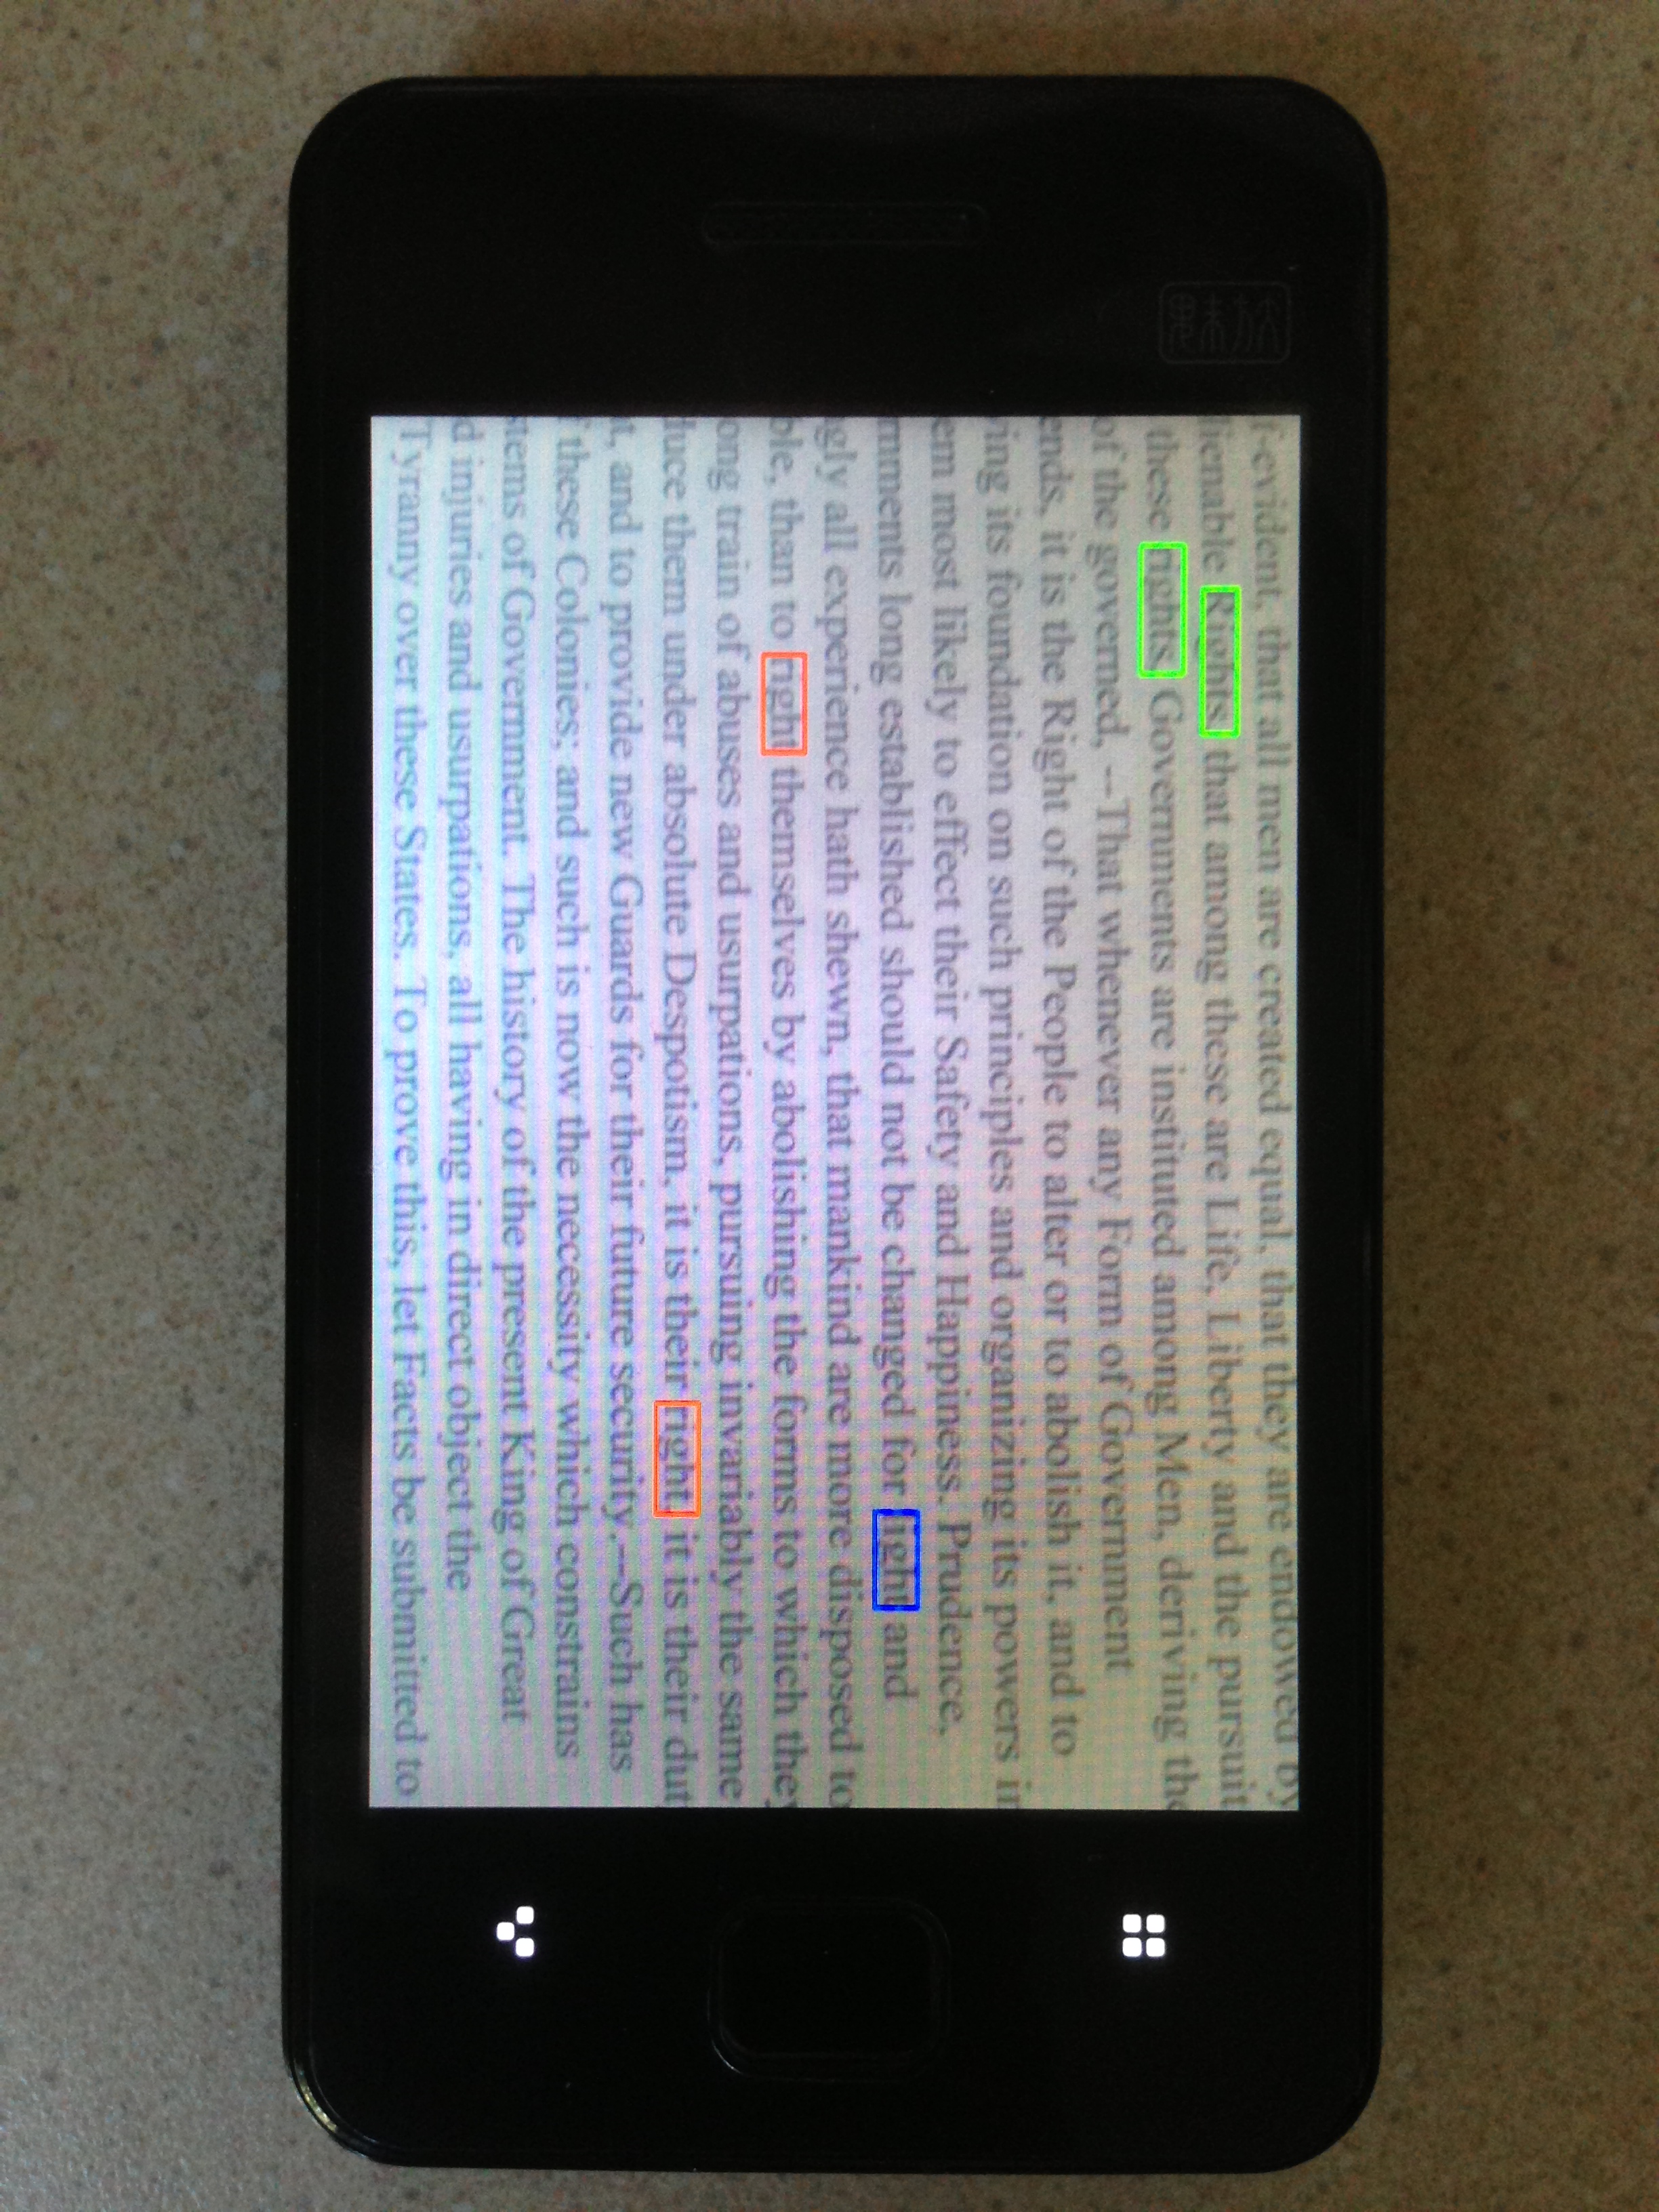 魅族
f-evident, that all men are created equal, that they are endowed by
lienable Rights, that among these are Life, Liberty and the pursuit
these rights, Governments are instituted among Men, deriving the
of the governed, --That whenever any Form of Government
ends, it is the Right of the People to alter or to abolish it, and to
ying its foundation on such principles and organizing its powers in
em most likely to effect their Safety and Happiness. Prudence,
rnments long established should not be changed for light and
gly all experience hath shewn, that mankind are more disposed to
ble, than to right themselves by abolishing the forms to which they
ong train of abuses and usurpations, pursuing invariably the same
duce them under absolute Despotism, it is their right, it is their dut
t, and to provide new Guards for their future security.--Such has
f these Colonies; and such is now the necessity which constrains
tems of Government. The history of the present King of Great
d injuries and usurpations, all having in direct object the
Tyranny over these States. To prove this, let Facts be submitted to